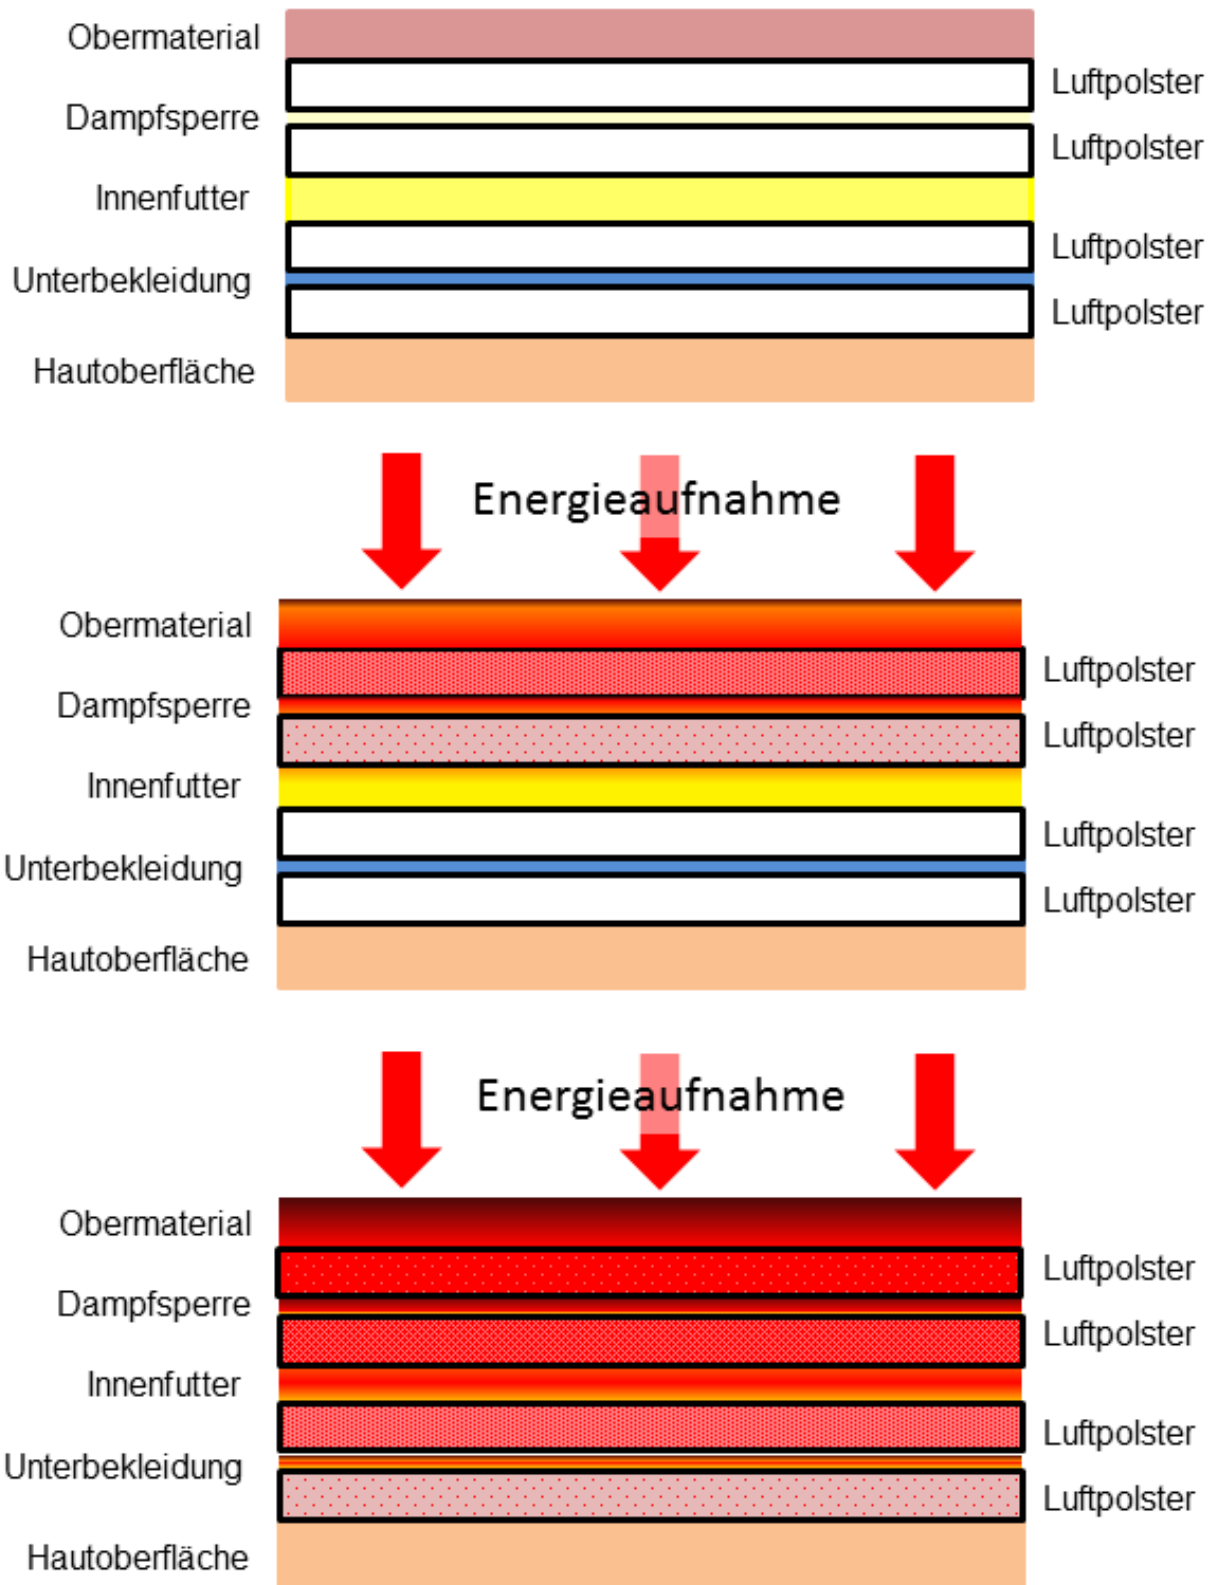 Obermaterial
Luftpolster
Dampfsperre
Luftpolster
Innenfutter
Luftpolster
Unterbekleidung
Luftpolster
Hautoberfläche
Energieaufnahme
Obermaterial
Luftpolster
Dampfsperre
Luftpolster
Innenfutter
Luftpolster
Unterbekleidung
Luftpolster
Hautoberfläche
Energieaufnahme
Obermaterial
Luftpolster
Dampfsperre
Luftpolster
Innenfutter
Luftpolster
Unterbekleidung
Luftpolster
Hautoberfläche